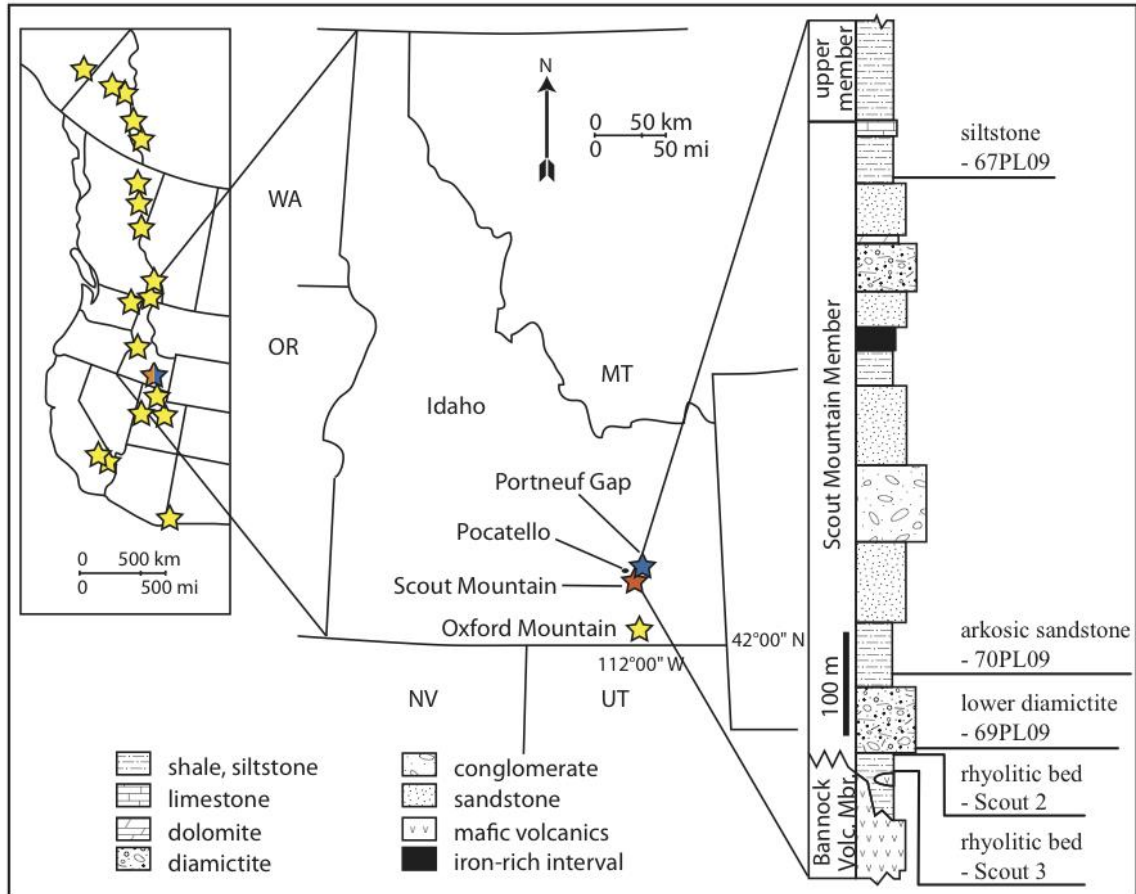 0 500 km
0 500 mi
WA
OR
N
0 50 km
0 50 mi
MT
Idaho
Portneuf Gap
Pocatello
Scout Mountain
Oxford Mountain
42°00" N
112°00" W
NV
UT
shale, siltstone
limestone
dolomite
diamictite
conglomerate
sandstone
mafic volcanics
iron-rich interval
upper
member
Scout Mountain Member
Bannock
Volc. Mbr.
100 m
siltstone
- 67PL09
arkosic sandstone
- 70PL09
lower diamictite
- 69PL09
rhyolitic bed
- Scout 2
rhyolitic bed
- Scout 3